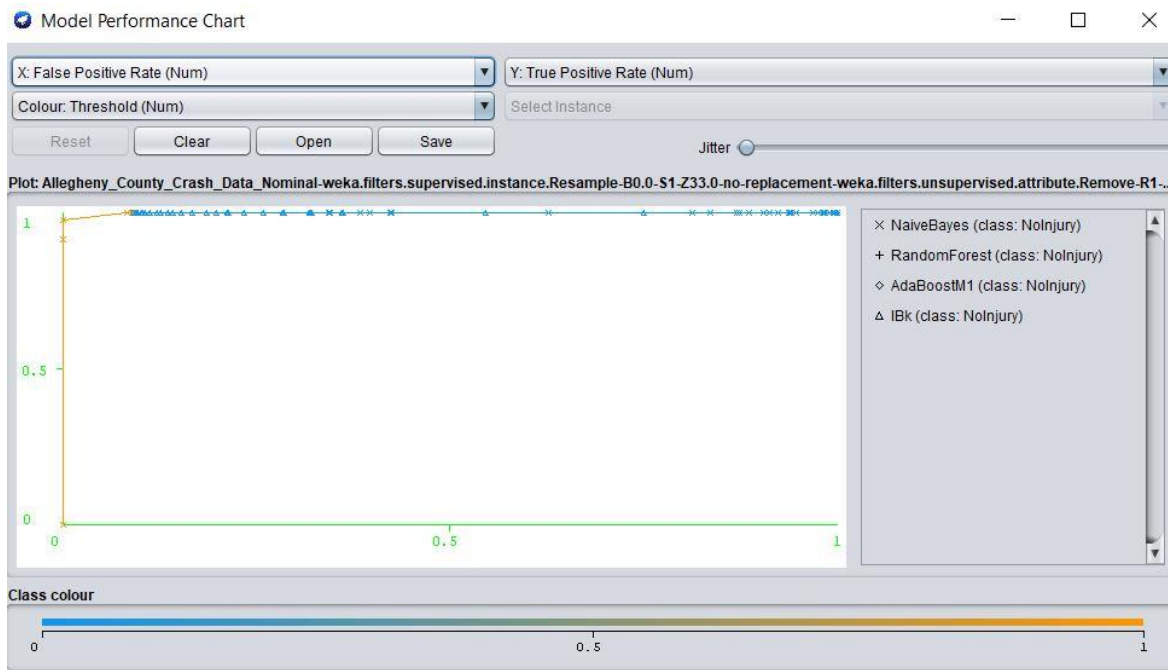 Model Performance Chart
X: False Positive Rate (Num)
Y: True Positive Rate (Num)
Colour: Threshold (Num)
Select Instance
Reset
Clear
Open
Save
Jitter
Plot: Allegheny_County_Crash_Data_Nominal-weka.filters.supervised.instance.Resample-B0.0-S1-Z33.0-no-replacement-weka.filters.unsupervised.attribute.Remove-R1-..
1
0.5
0
0
0.5
1
× NaiveBayes (class: NoInjury)
+ RandomForest (class: NoInjury)
◇ AdaBoostM1 (class: NoInjury)
△ IBk (class: NoInjury)
Class colour
0
0.5
1